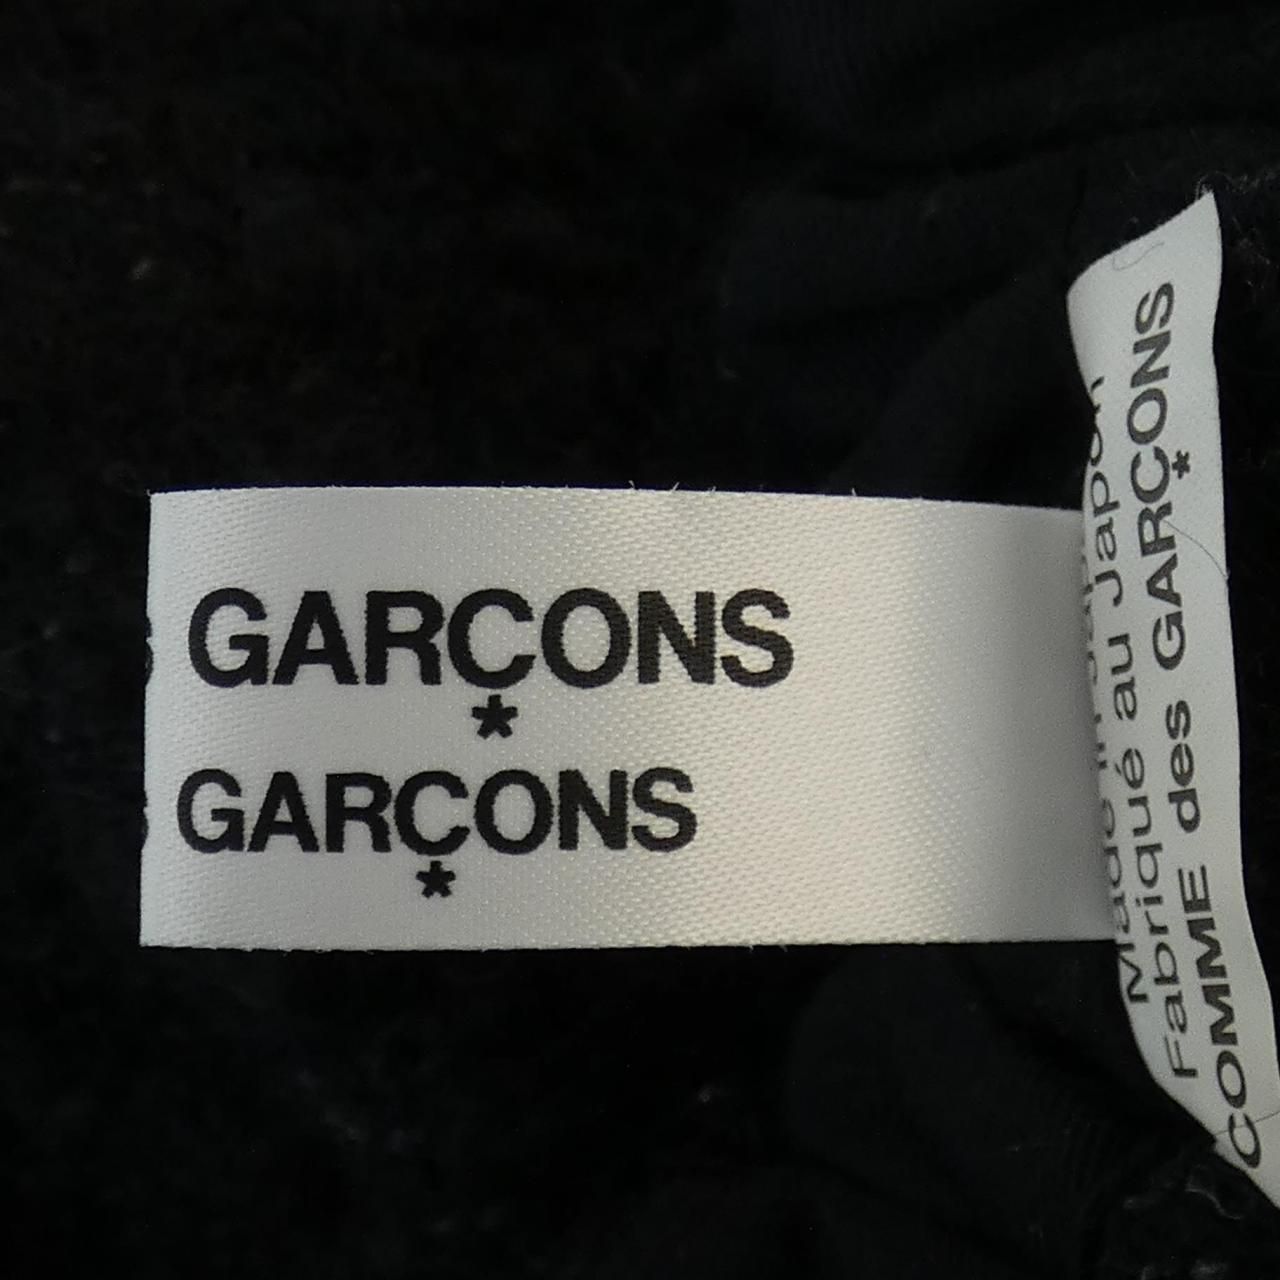 GARÇONS
GARÇONS
Made in Japan
Fabriqué au Japon
COMME des GARÇONS